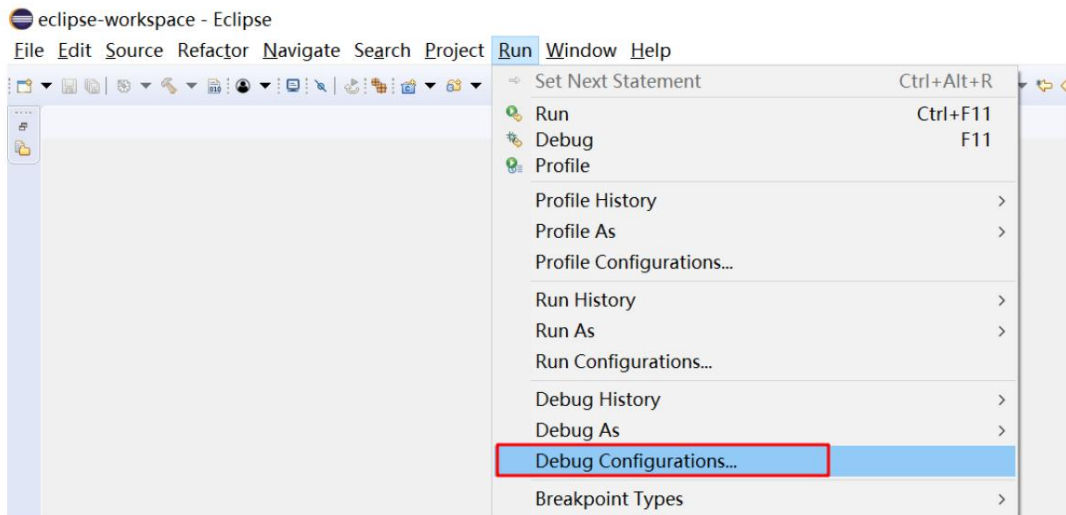 eclipse-workspace - Eclipse
File Edit Source Refactor Navigate Search Project Run Window Help
Set Next Statement Ctrl+Alt+R
Run Ctrl+F11
Debug F11
Profile
Profile History
Profile As
Profile Configurations...
Run History
Run As
Run Configurations...
Debug History
Debug As
Debug Configurations...
Breakpoint Types